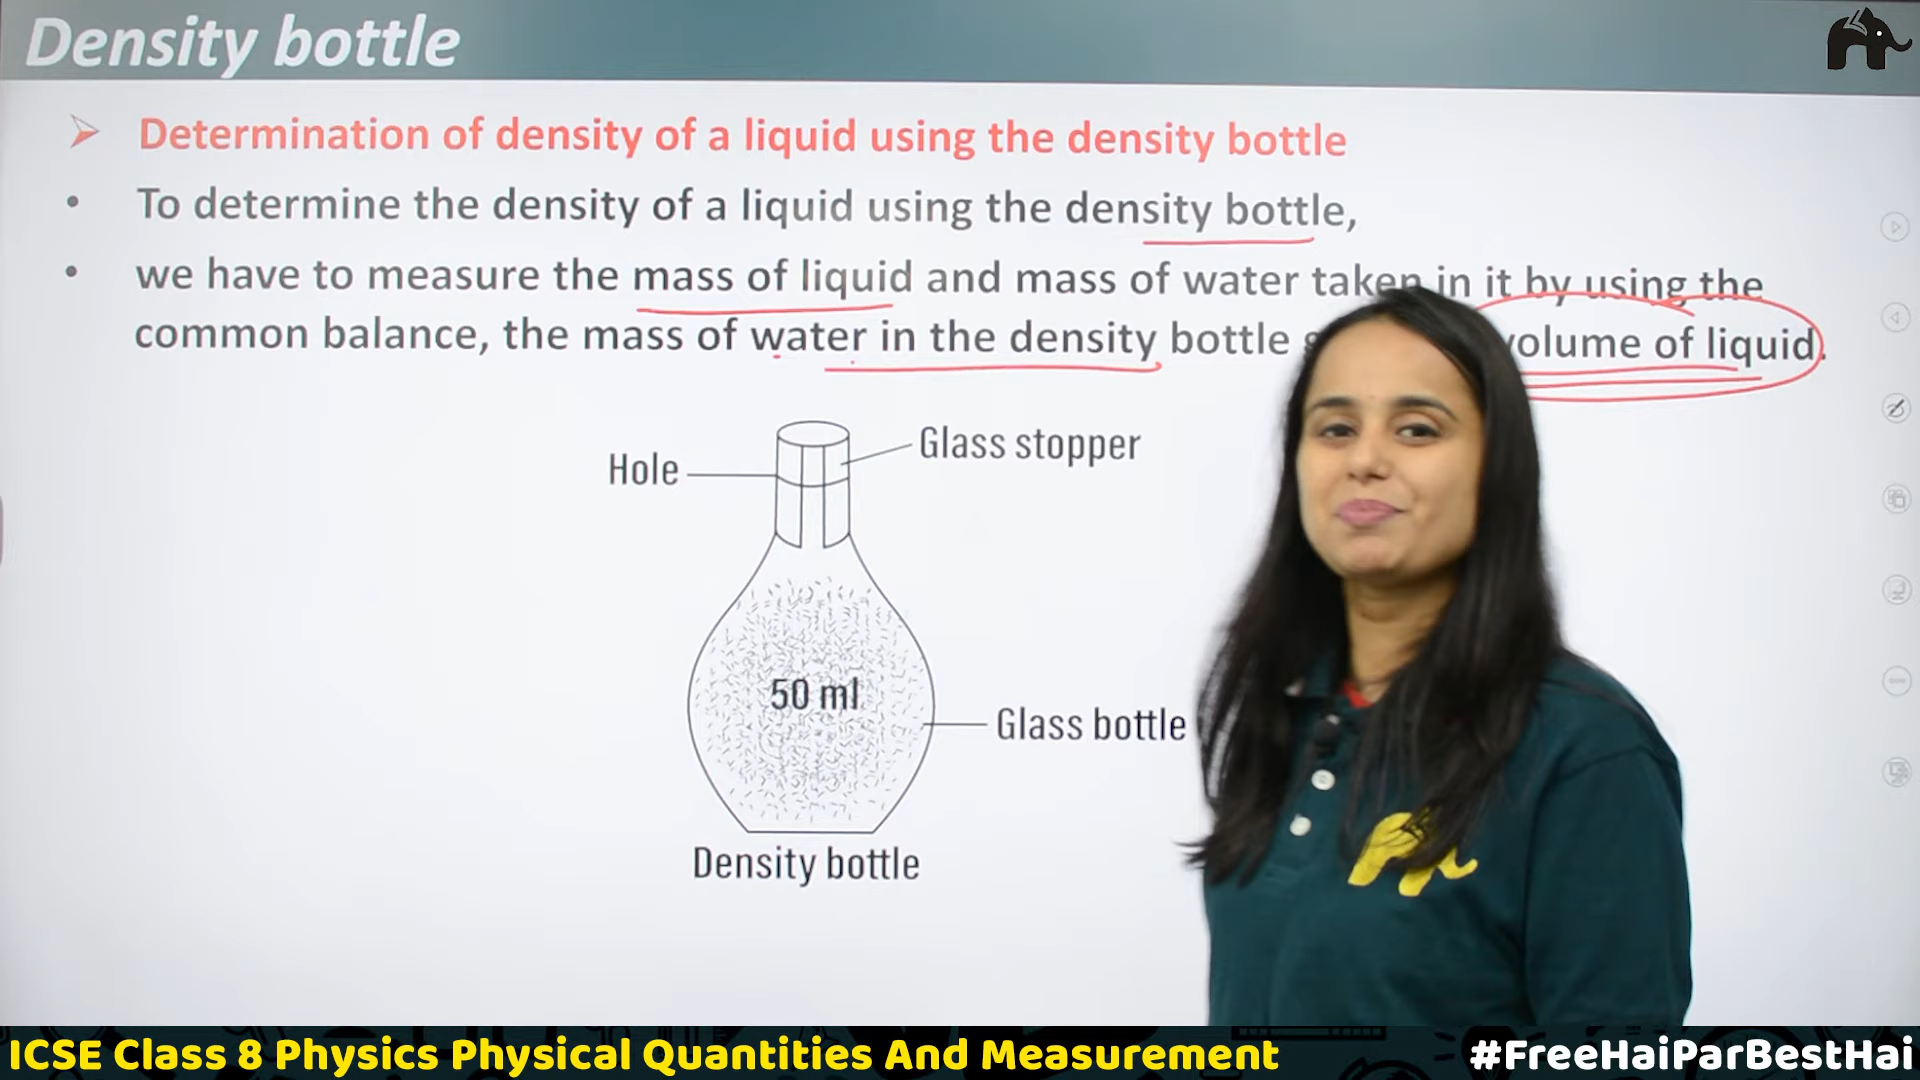 Density bottle
➢ Determination of density of a liquid using the density bottle
• To determine the density of a liquid using the density bottle,
• we have to measure the mass of liquid and mass of water taken in it by using the
common balance, the mass of water in the density bottle volume of liquid.
Hole
Glass stopper
50 ml
Glass bottle
Density bottle
ICSE Class 8 Physics Physical Quantities And Measurement
#FreeHaiParBestHai